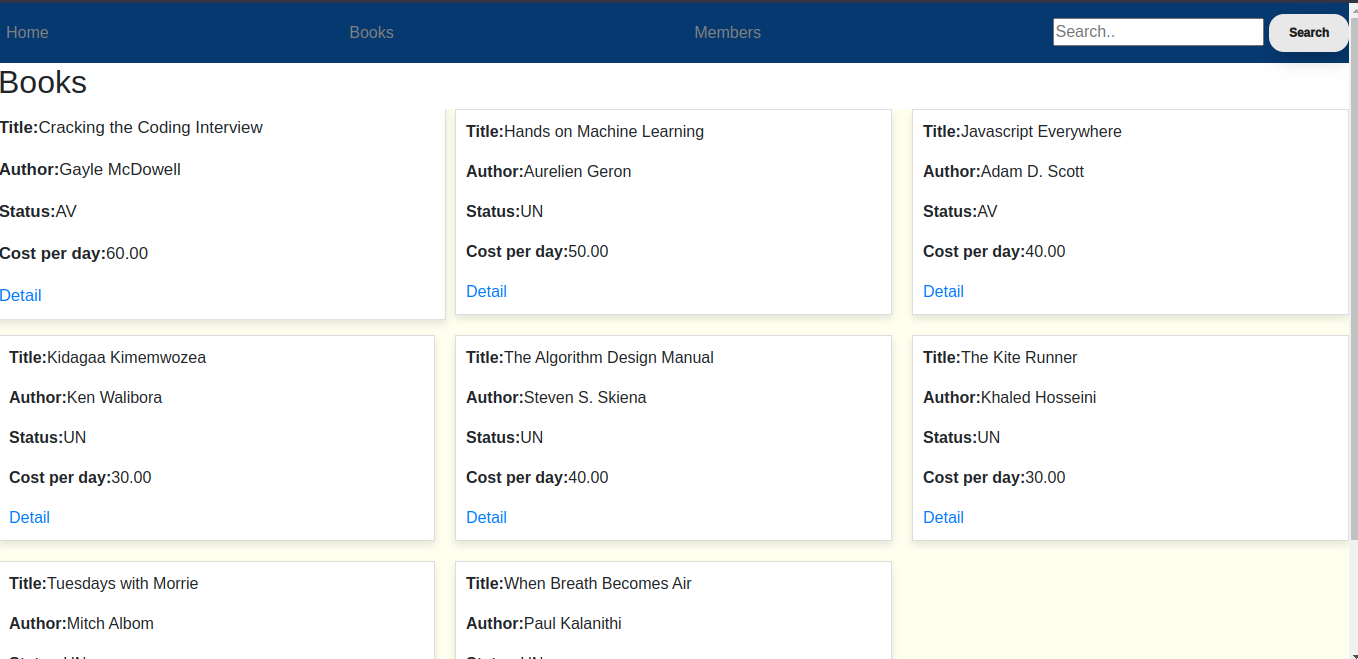 Home Books Members Search.. Search
Books
Title:Cracking the Coding Interview
Author:Gayle McDowell
Status:AV
Cost per day:60.00
Detail
Title:Hands on Machine Learning
Author:Aurelien Geron
Status:UN
Cost per day:50.00
Detail
Title:Javascript Everywhere
Author:Adam D. Scott
Status:AV
Cost per day:40.00
Detail
Title:Kidagaa Kimemwozea
Author:Ken Walibora
Status:UN
Cost per day:30.00
Detail
Title:The Algorithm Design Manual
Author:Steven S. Skiena
Status:UN
Cost per day:40.00
Detail
Title:The Kite Runner
Author:Khaled Hosseini
Status:UN
Cost per day:30.00
Detail
Title:Tuesdays with Morrie
Author:Mitch Albom
Title:When Breath Becomes Air
Author:Paul Kalanithi